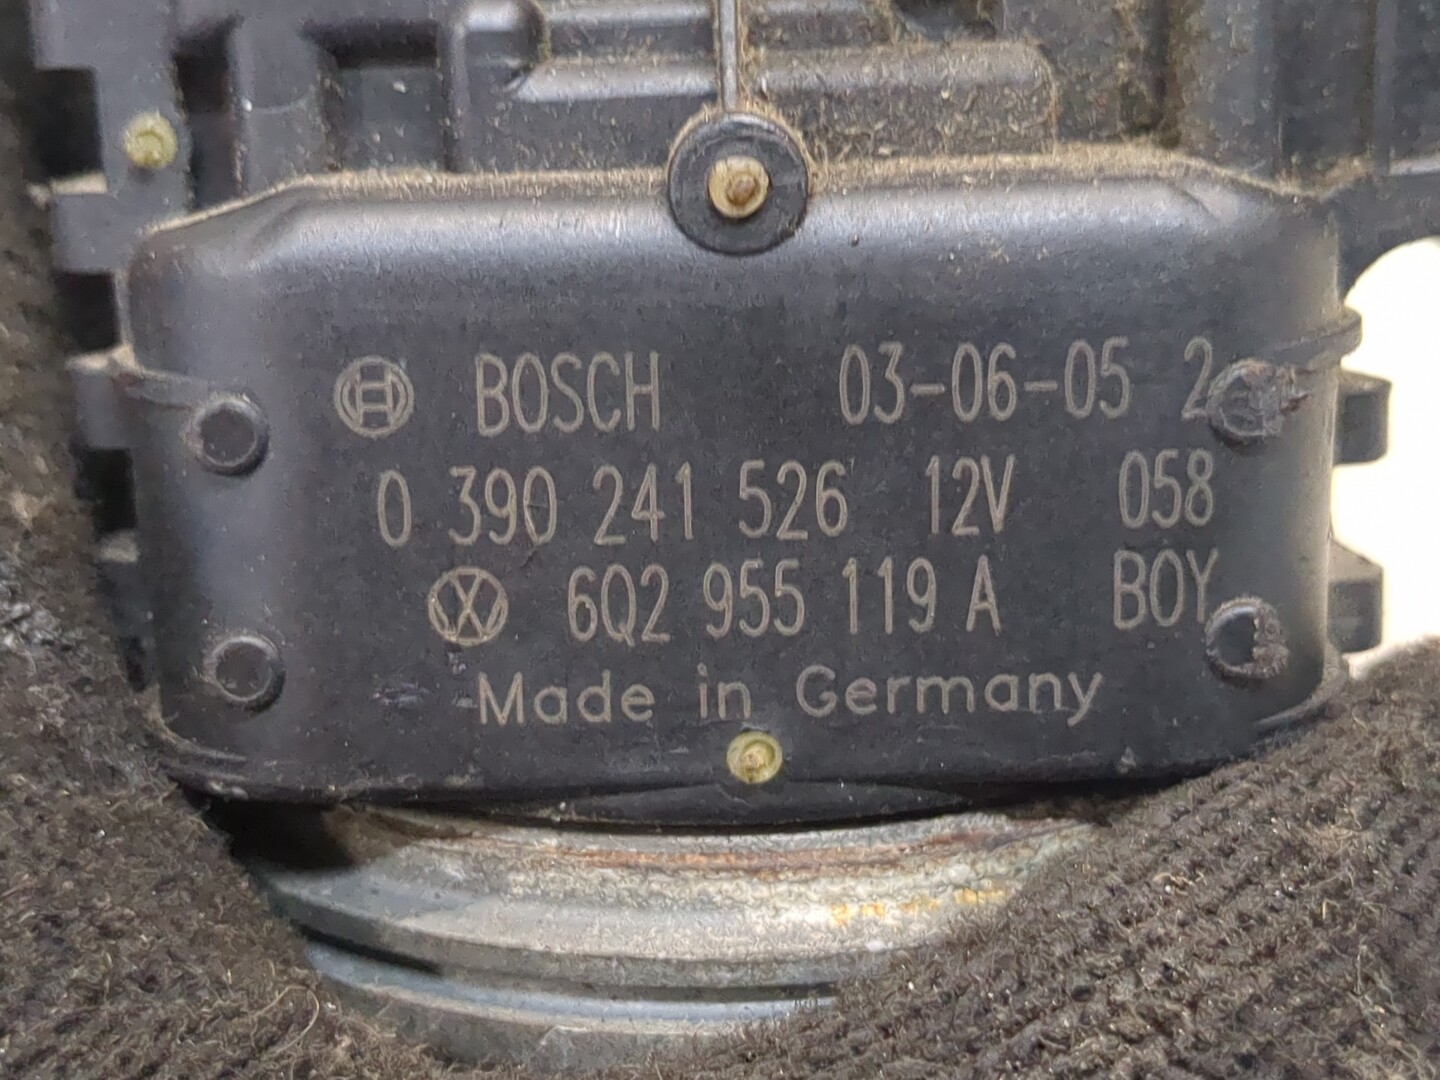 BOSCH 03-06-05 2
0 390 241 526 12V 058
6Q2 955 119 A BOY
Made in Germany